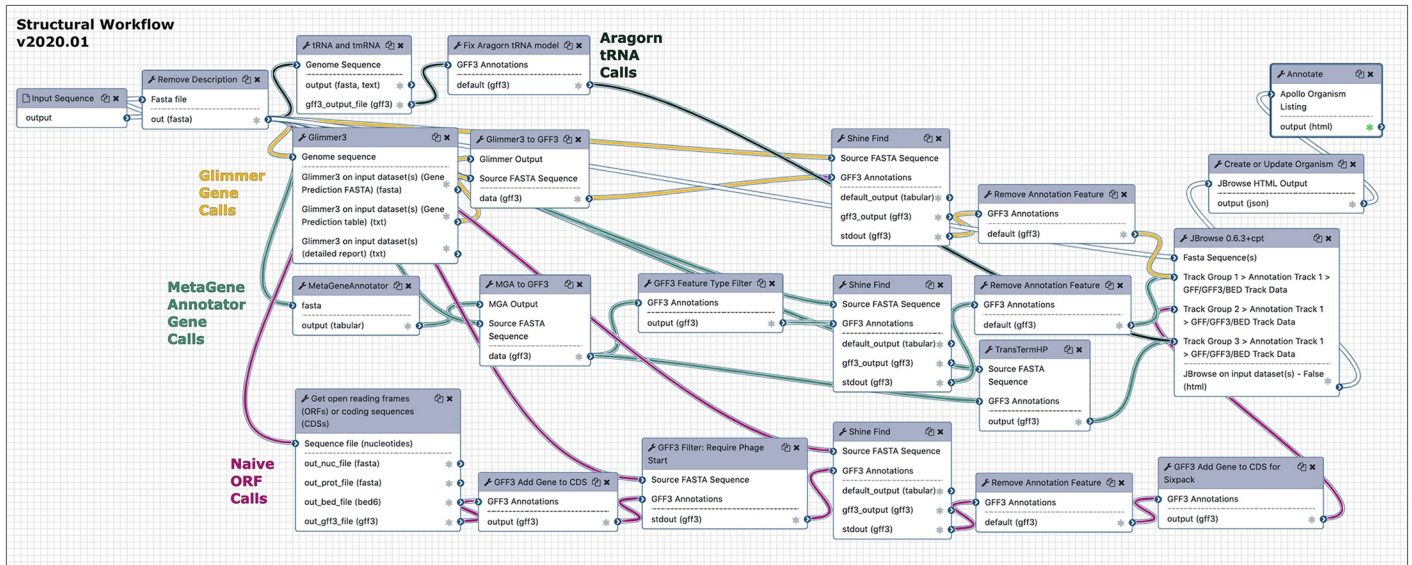 Structural Workflow
v2020.01
Input Sequence
output
Remove Description
Fasta file
out (fasta)
tRNA and tmRNA
Genome Sequence
output (fasta, text)
gff3_output_file (gff3)
Fix Aragorn tRNA model
GFF3 Annotations
default (gff3)
Aragorn
tRNA
Calls
Glimmer
Gene
Calls
Glimmer3
Genome sequence
Glimmer3 on input dataset(s) (Gene
Prediction FASTA) (fasta)
Glimmer3 on input dataset(s) (Gene
Prediction table) (txt)
Glimmer3 on input dataset(s)
(detailed report) (txt)
Glimmer3 to GFF3
Glimmer Output
Source FASTA Sequence
data (gff3)
Shine Find
Source FASTA Sequence
GFF3 Annotations
default_output (tabular)
gff3_output (gff3)
stdout (gff3)
Remove Annotation Feature
GFF3 Annotations
default (gff3)
Annotate
Apollo Organism
Listing
output (html)
Create or Update Organism
JBrowse HTML Output
output (json)
JBrowse 0.6.3+cpt
Fasta Sequence(s)
Track Group 1 > Annotation Track 1 >
GFF/GFF3/BED Track Data
Track Group 2 > Annotation Track 1
> GFF/GFF3/BED Track Data
Track Group 3 > Annotation Track 1
> GFF/GFF3/BED Track Data
JBrowse on input dataset(s) - False
(html)
MetaGene
Annotator
Gene
Calls
MetaGeneAnnotator
fasta
output (tabular)
MGA to GFF3
MGA Output
Source FASTA
Sequence
data (gff3)
GFF3 Feature Type Filter
GFF3 Annotations
output (gff3)
Shine Find
Source FASTA Sequence
GFF3 Annotations
default_output (tabular)
gff3_output (gff3)
stdout (gff3)
Remove Annotation Feature
GFF3 Annotations
default (gff3)
TransTermHP
Source FASTA
Sequence
GFF3 Annotations
output (gff3)
Naive
ORF
Calls
Get open reading frames
(ORFs) or coding sequences
(CDSs)
Sequence file (nucleotides)
out_nuc_file (fasta)
out_prot_file (fasta)
out_bed_file (bed6)
out_gff3_file (gff3)
GFF3 Add Gene to CDS
GFF3 Annotations
output (gff3)
GFF3 Filter: Require Phage
Start
Source FASTA Sequence
GFF3 Annotations
stdout (gff3)
Shine Find
Source FASTA Sequence
GFF3 Annotations
default_output (tabular)
gff3_output (gff3)
stdout (gff3)
Remove Annotation Feature
GFF3 Annotations
default (gff3)
GFF3 Add Gene to CDS for
Sixpack
GFF3 Annotations
output (gff3)